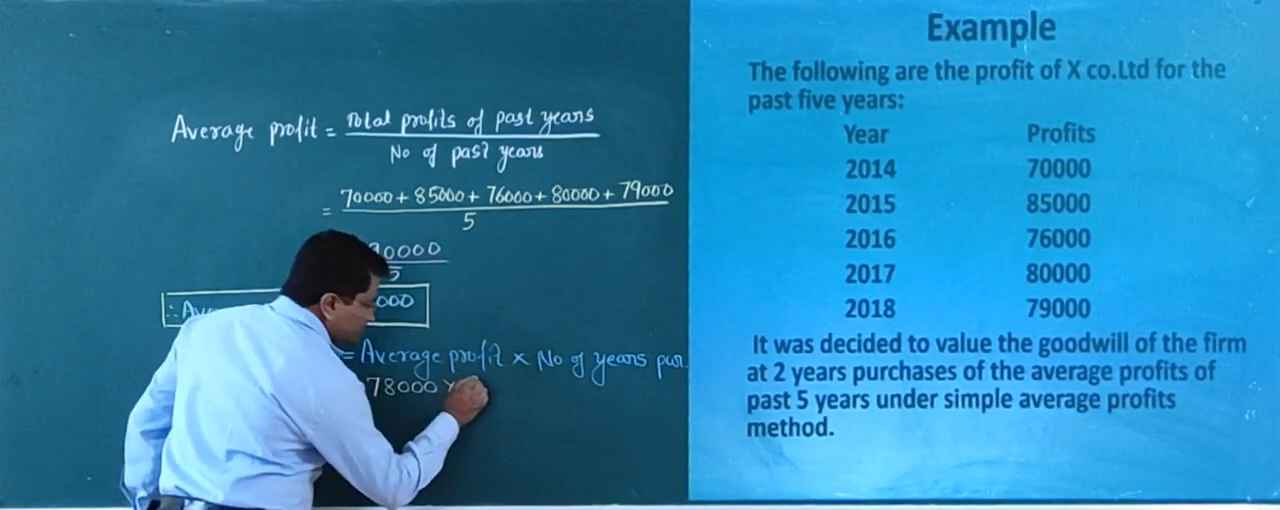 Average profit = Total profits of past years
No of past years
= 70000 + 85000 + 76000 + 80000 + 79000
5
90000
5
∴ Av 000
= Average profit × No of years pur.
78000 ×
Example
The following are the profit of X co.Ltd for the
past five years:
Year Profits
2014 70000
2015 85000
2016 76000
2017 80000
2018 79000
It was decided to value the goodwill of the firm
at 2 years purchases of the average profits of
past 5 years under simple average profits
method.